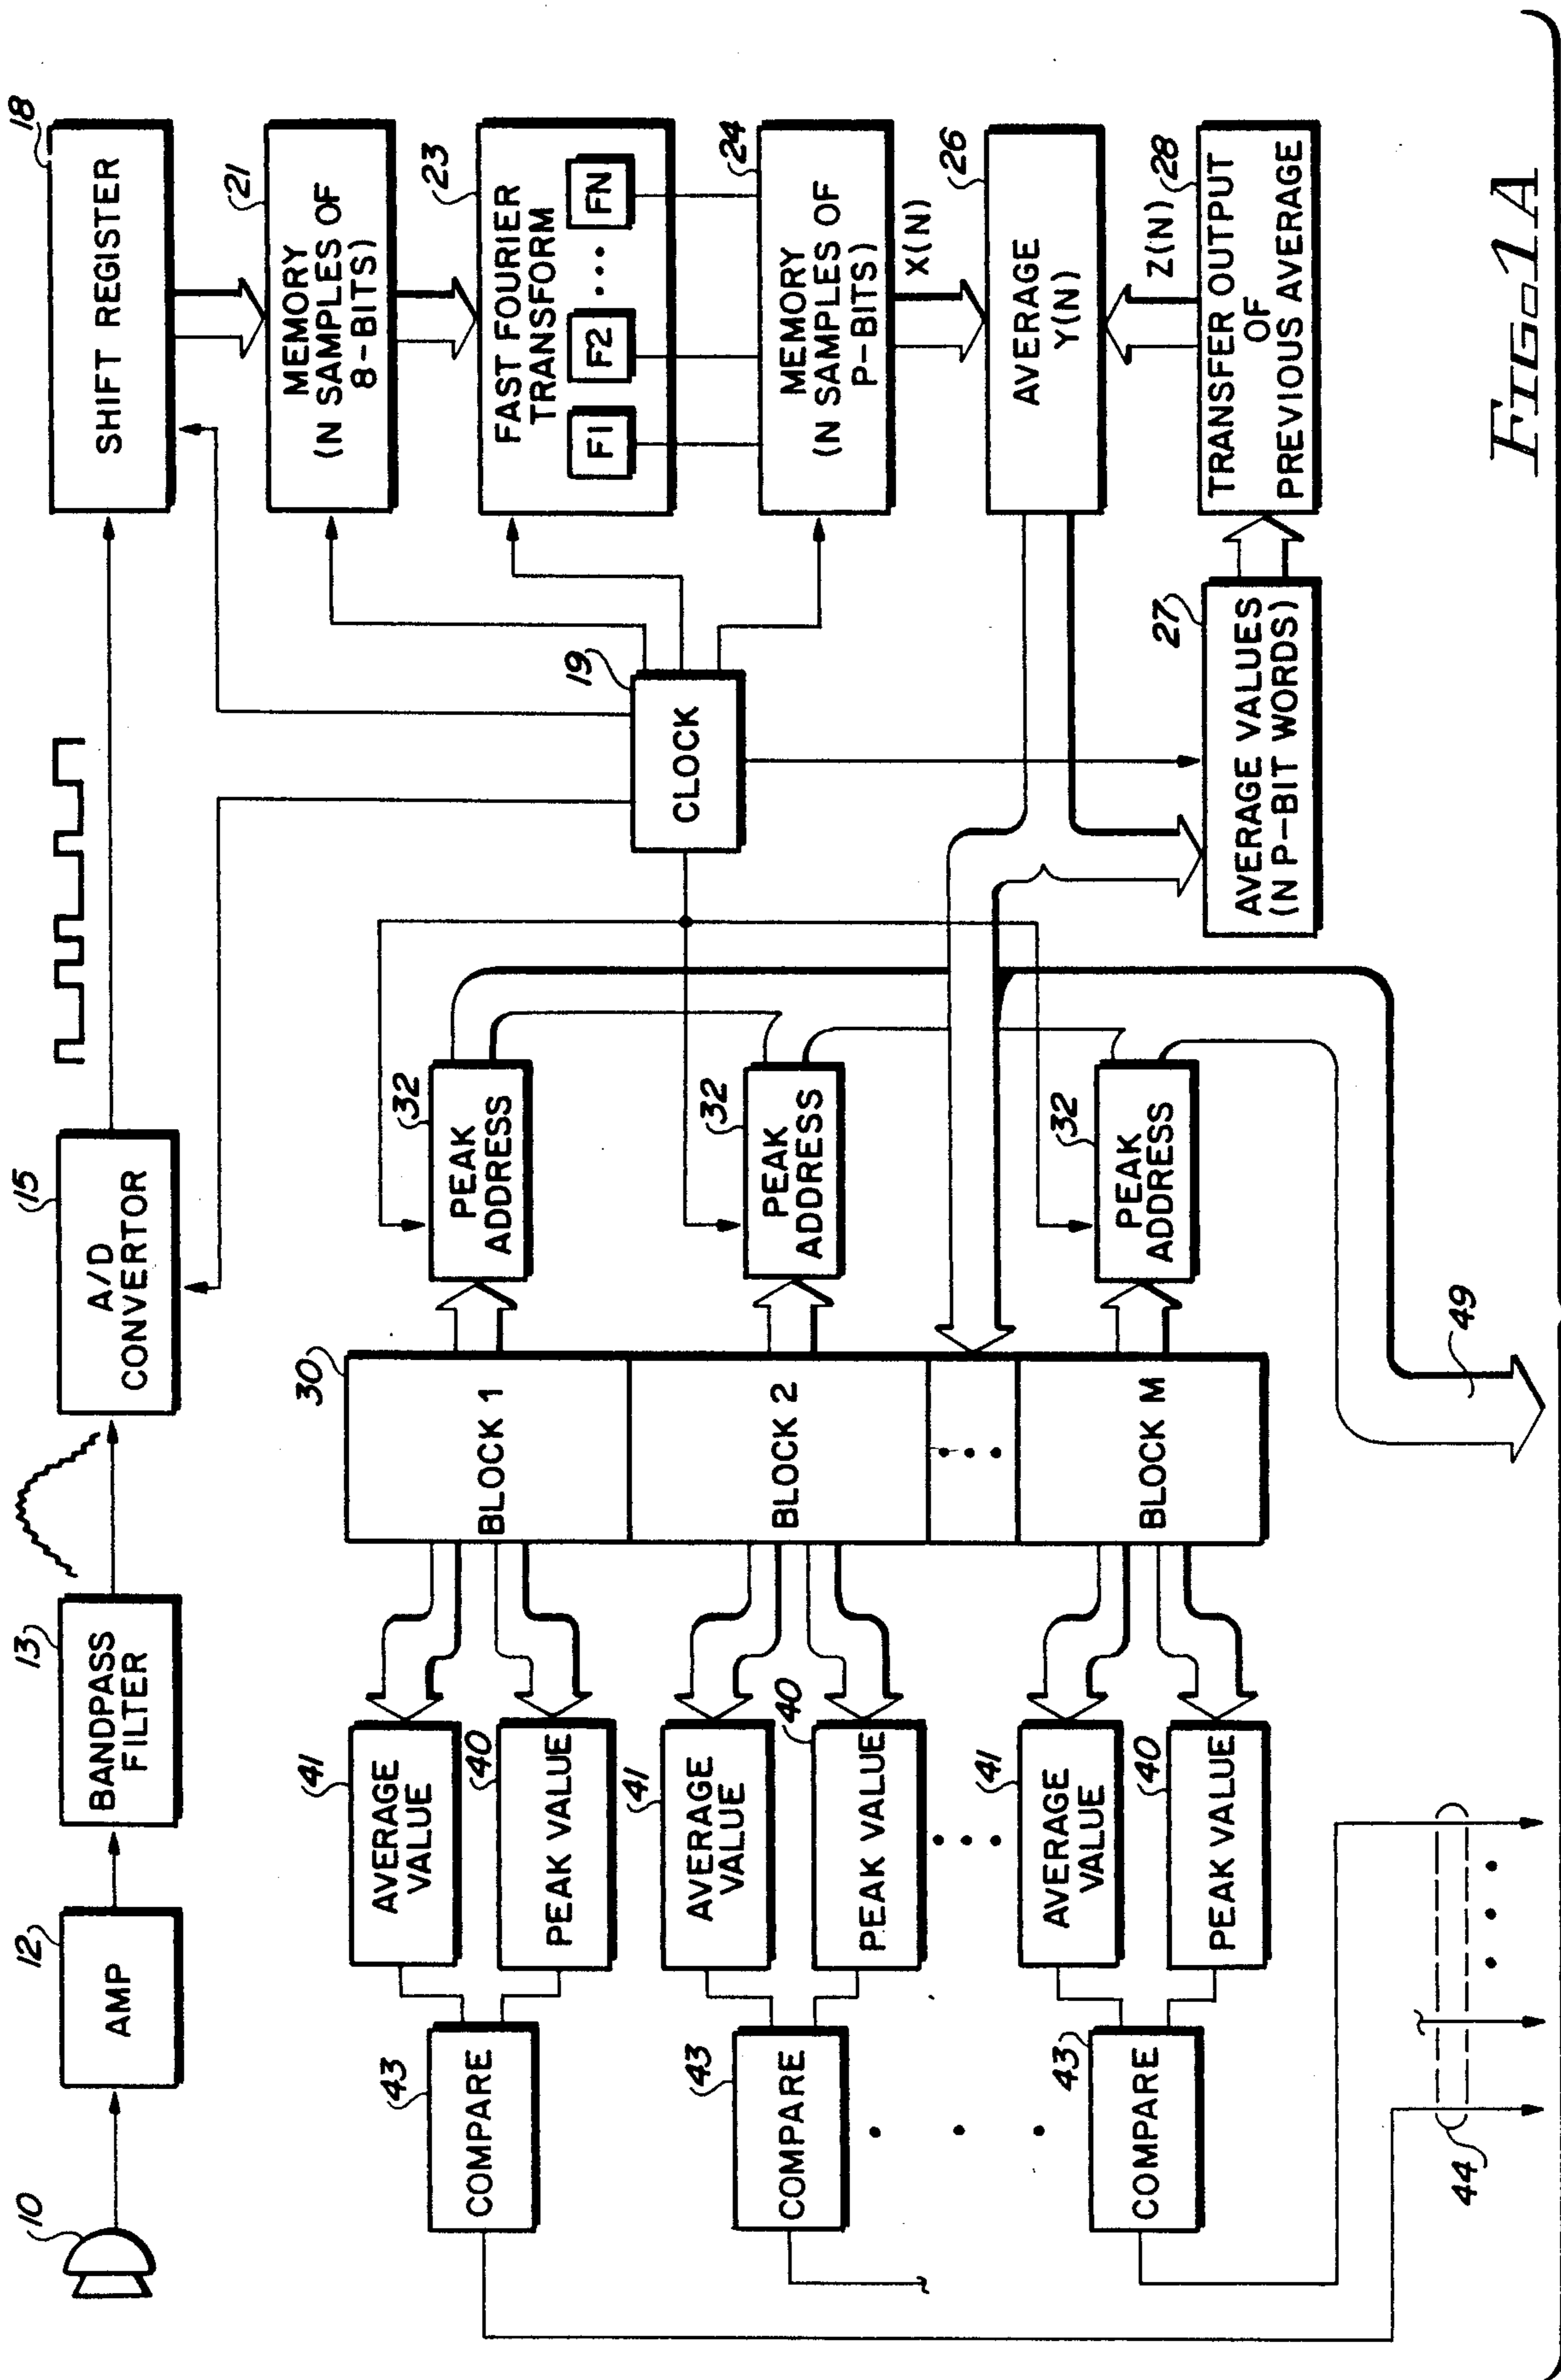 10
12
AMP
13
BANDPASS
FILTER
15
A/D
CONVERTOR
18
SHIFT REGISTER
21
MEMORY
(N SAMPLES OF
8-BITS)
23
FAST FOURIER
TRANSFORM
F1
F2
...
FN
24
MEMORY
(N SAMPLES OF
P-BITS)
X(N)
26
AVERAGE
Y(N)
Z(N)
28
TRANSFER OUTPUT
OF
PREVIOUS AVERAGE
27
AVERAGE VALUES
(N P-BIT WORDS)
19
CLOCK
32
PEAK
ADDRESS
32
PEAK
ADDRESS
32
PEAK
ADDRESS
30
BLOCK 1
BLOCK 2
...
BLOCK M
41
AVERAGE
VALUE
40
PEAK VALUE
41
AVERAGE
VALUE
40
PEAK VALUE
...
41
AVERAGE
VALUE
40
PEAK VALUE
43
COMPARE
43
COMPARE
...
43
COMPARE
44
...
49
FIG. 1A